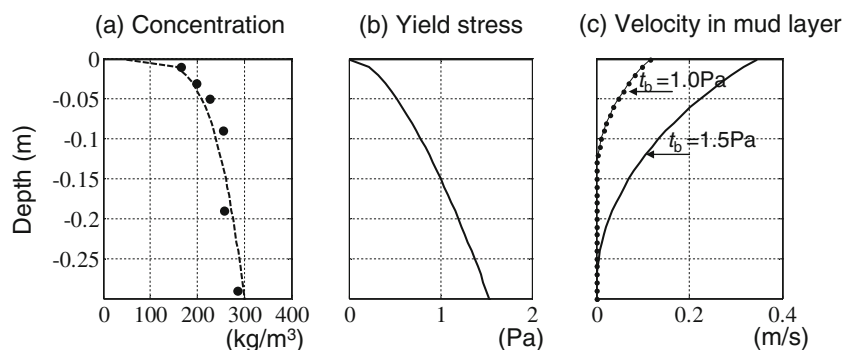 (a) Concentration
(b) Yield stress
(c) Velocity in mud layer
Depth (m)
0
-0.05
-0.1
-0.15
-0.2
-0.25
0 100 200 300 400
(kg/m³)
0 1 2
(Pa)
t_b=1.0Pa
t_b=1.5Pa
0 0.2 0.4
(m/s)